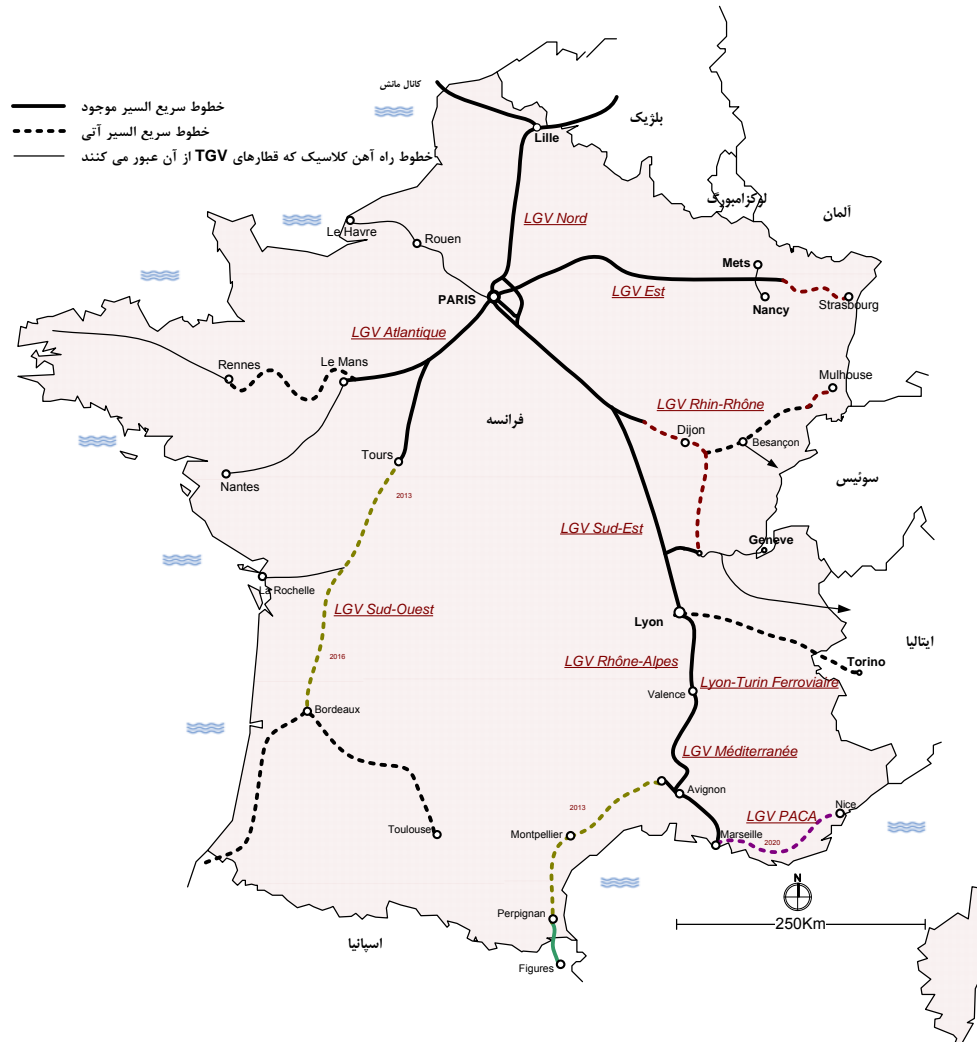 کانال مانش
خطوط سریع السیر موجود
خطوط سریع السیر آتی
خطوط راه آهن کلاسیک که قطارهای TGV از آن عبور می کنند
بلژیک
Lille
لوکزامبورگ
آلمان
LGV Nord
Le Havre
Rouen
Mets
PARIS
LGV Est
Nancy
Strasbourg
LGV Atlantique
Rennes
Le Mans
Mulhouse
LGV Rhin-Rhône
فرانسه
Dijon
Besançon
Tours
سوئیس
Nantes
2013
LGV Sud-Est
Geneve
La Rochelle
LGV Sud-Ouest
Lyon
ایتالیا
2016
LGV Rhône-Alpes
Torino
Lyon-Turin Ferroviaire
Valence
Bordeaux
LGV Méditerranée
Avignon
2013
LGV PACA
Nice
Toulouse
Montpellier
Marseille
2020
N
Perpignan
250Km
اسپانیا
Figures